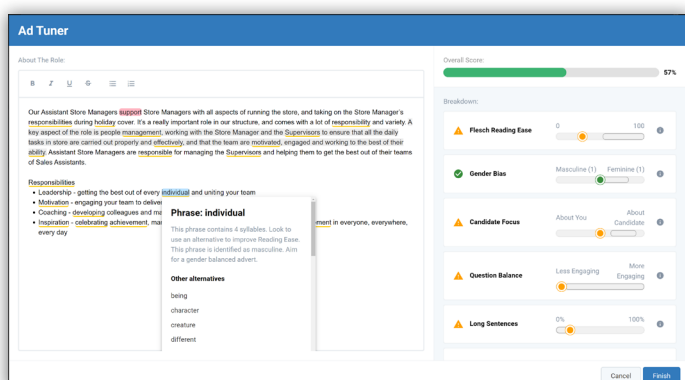 Ad Tuner
About The Role:
B I U S
Our Assistant Store Managers support Store Managers with all aspects of running the store, and taking on the Store Manager's
responsibilities during holiday cover. It's a really important role in our structure, and comes with a lot of responsibility and variety. A
key aspect of the role is people management, working with the Store Manager and the Supervisors to ensure that all the daily
tasks in store are carried out properly and effectively, and that the team are motivated, engaged and working to the best of their
ability. Assistant Store Managers are responsible for managing the Supervisors and helping them to get the best out of their teams
of Sales Assistants.
Responsibilities
• Leadership - getting the best out of every individual and uniting your team
• Motivation - engaging your team to deliver
• Coaching - developing colleagues and ma
• Inspiration - celebrating achievement, ma ment in everyone, everywhere,
every day
Phrase: individual
This phrase contains 4 syllables. Look to
use an alternative to improve Reading Ease.
This phrase is identified as masculine. Aim
for a gender balanced advert.
Other alternatives
being
character
creature
different
Overall Score:
57%
Breakdown:
Flesch Reading Ease
0 100
Gender Bias
Masculine (1) Feminine (1)
Candidate Focus
About You About
Candidate
Question Balance
Less Engaging More
Engaging
Long Sentences
0% 100%
Cancel Finish